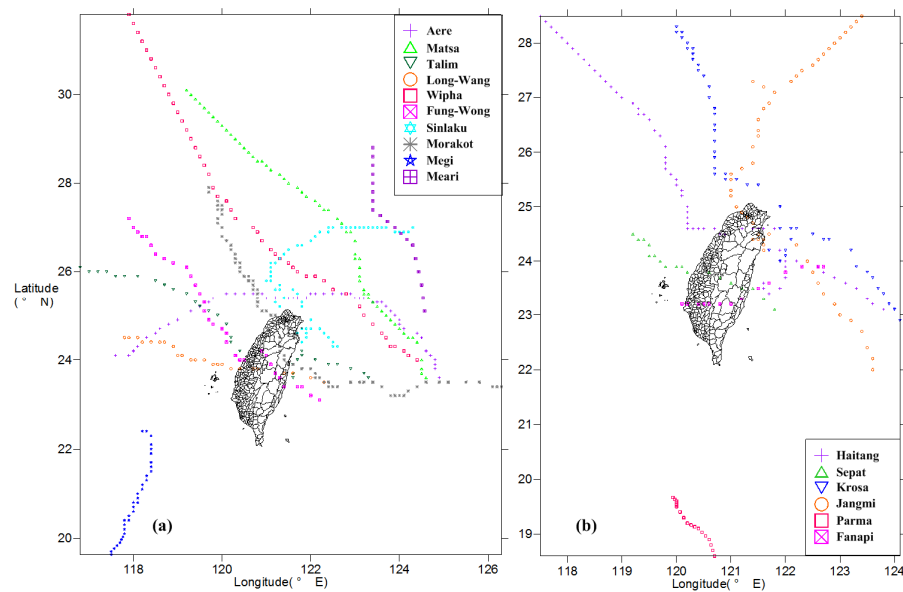 Aere
Matsa
Talim
Long-Wang
Wipha
Fung-Wong
Sinlaku
Morakot
Megi
Meari
30
28
26
24
22
20
Latitude
(° N)
(a)
118
120
122
124
126
Longitude(° E)
28
27
26
25
24
23
22
21
20
19
Haitang
Sepat
Krosa
Jangmi
Parma
Fanapi
(b)
118
119
120
121
122
123
124
Longitude(° E)